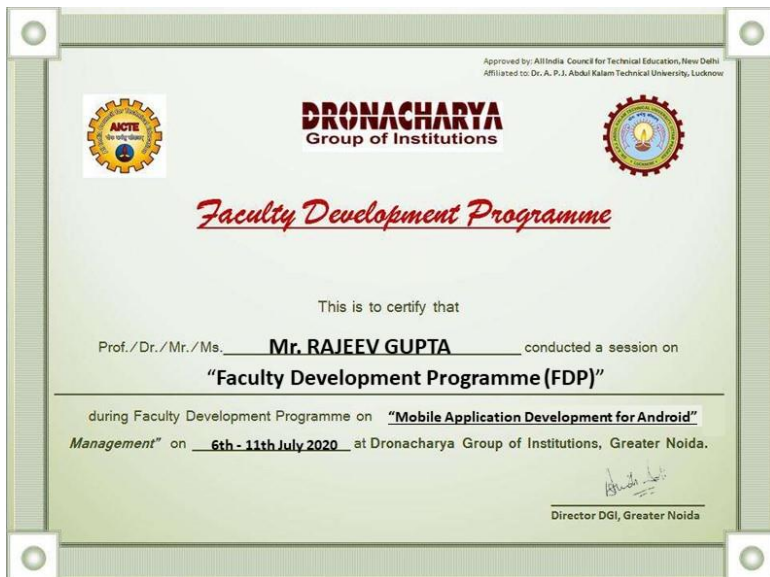 Approved by: All India Council for Technical Education, New Delhi
Affiliated to: Dr. A. P. J. Abdul Kalam Technical University, Lucknow
AICTE
DRONACHARYA
Group of Institutions
Faculty Development Programme
This is to certify that
Prof./Dr./Mr./Ms. Mr. RAJEEV GUPTA conducted a session on
“Faculty Development Programme (FDP)”
during Faculty Development Programme on “Mobile Application Development for Android”
Management” on 6th - 11th July 2020 at Dronacharya Group of Institutions, Greater Noida.
Director DGI, Greater Noida